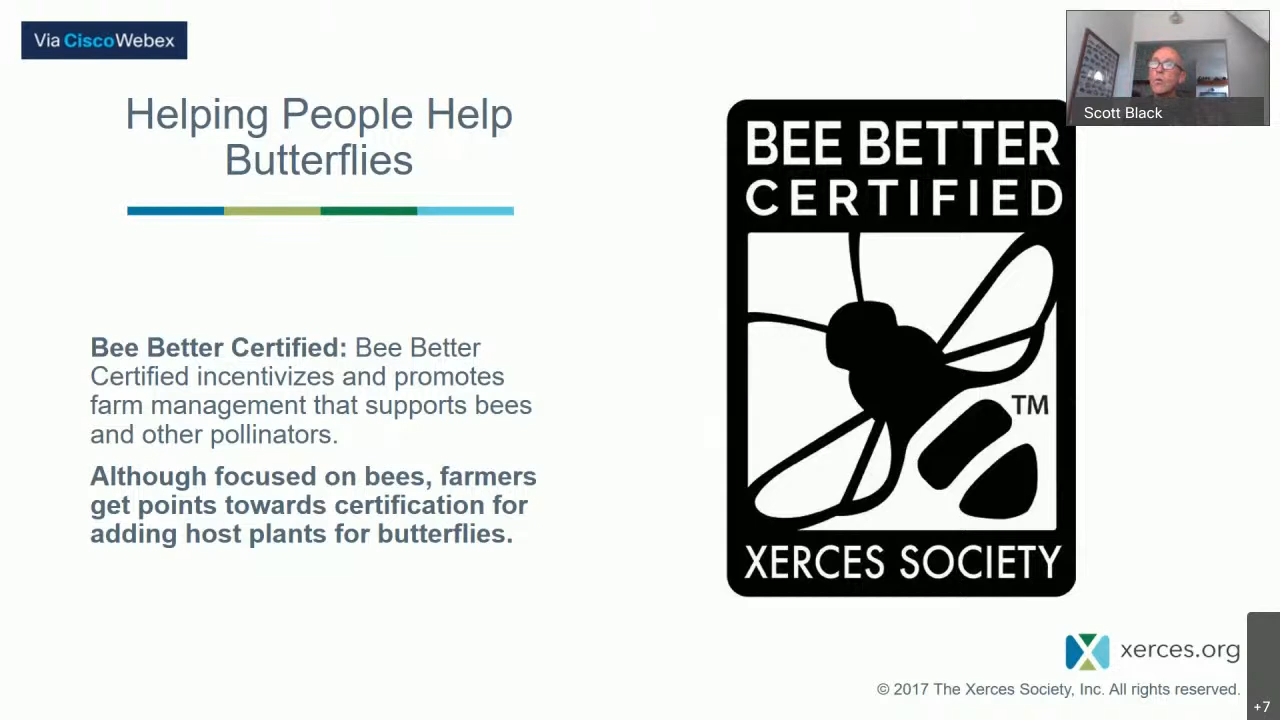 Via Cisco Webex
Scott Black
Helping People Help
Butterflies
Bee Better Certified: Bee Better
Certified incentivizes and promotes
farm management that supports bees
and other pollinators.
Although focused on bees, farmers
get points towards certification for
adding host plants for butterflies.
BEE BETTER
CERTIFIED
TM
XERCES SOCIETY
xerces.org
© 2017 The Xerces Society, Inc. All rights reserved.
+7